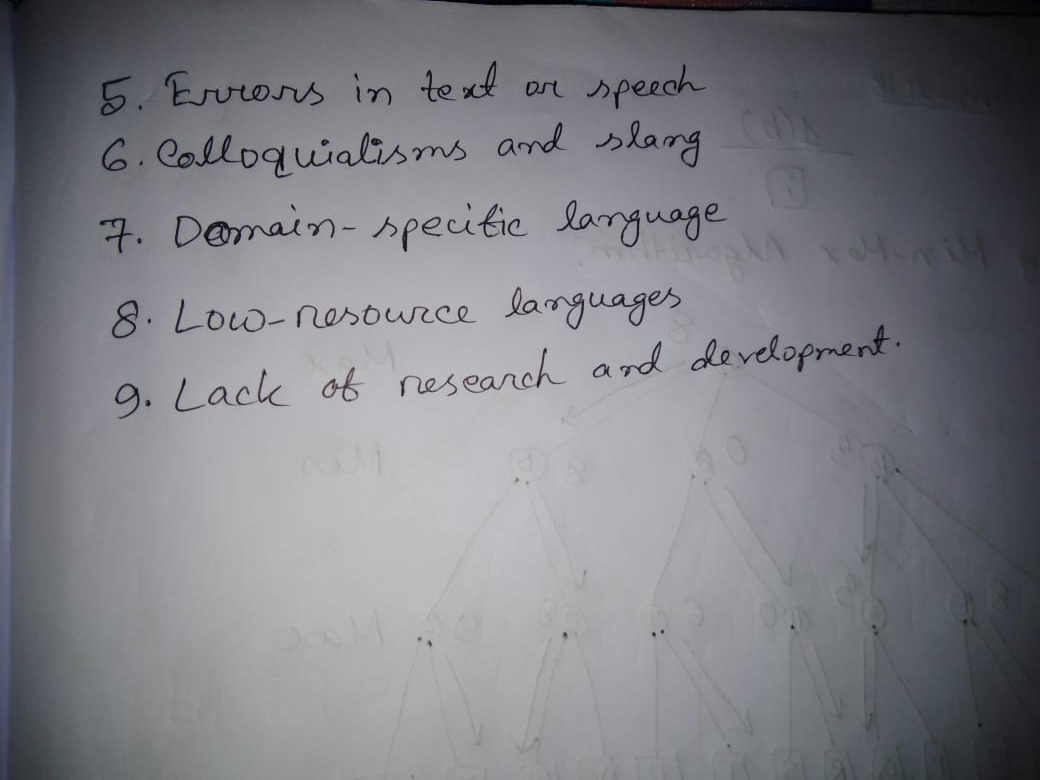 5. Errors in text or speech
6. Colloquialisms and slang
7. Domain-specific language
8. Low-resource languages
9. Lack of research and development.